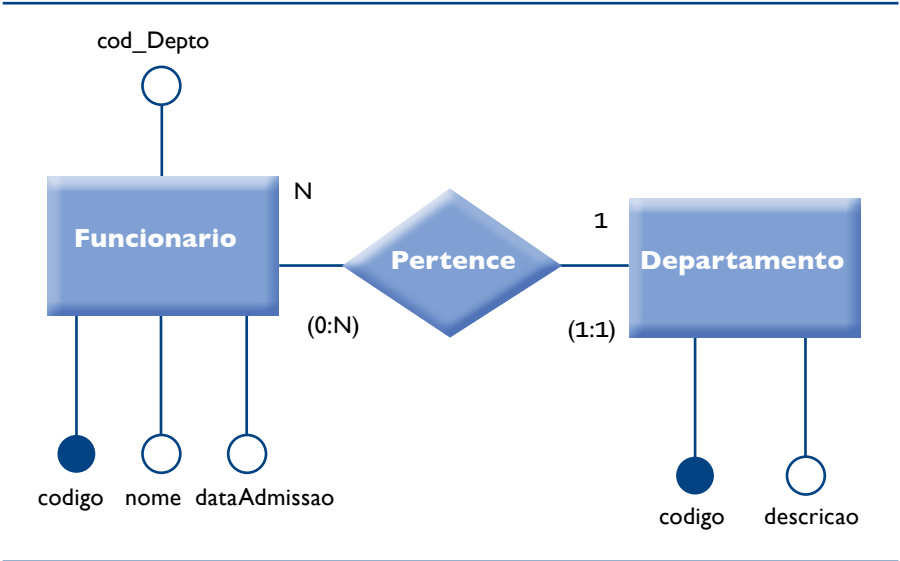 cod_Depto
N
1
Funcionario
Pertence
Departamento
(0:N)
(1:1)
codigo nome dataAdmissao
codigo descricao